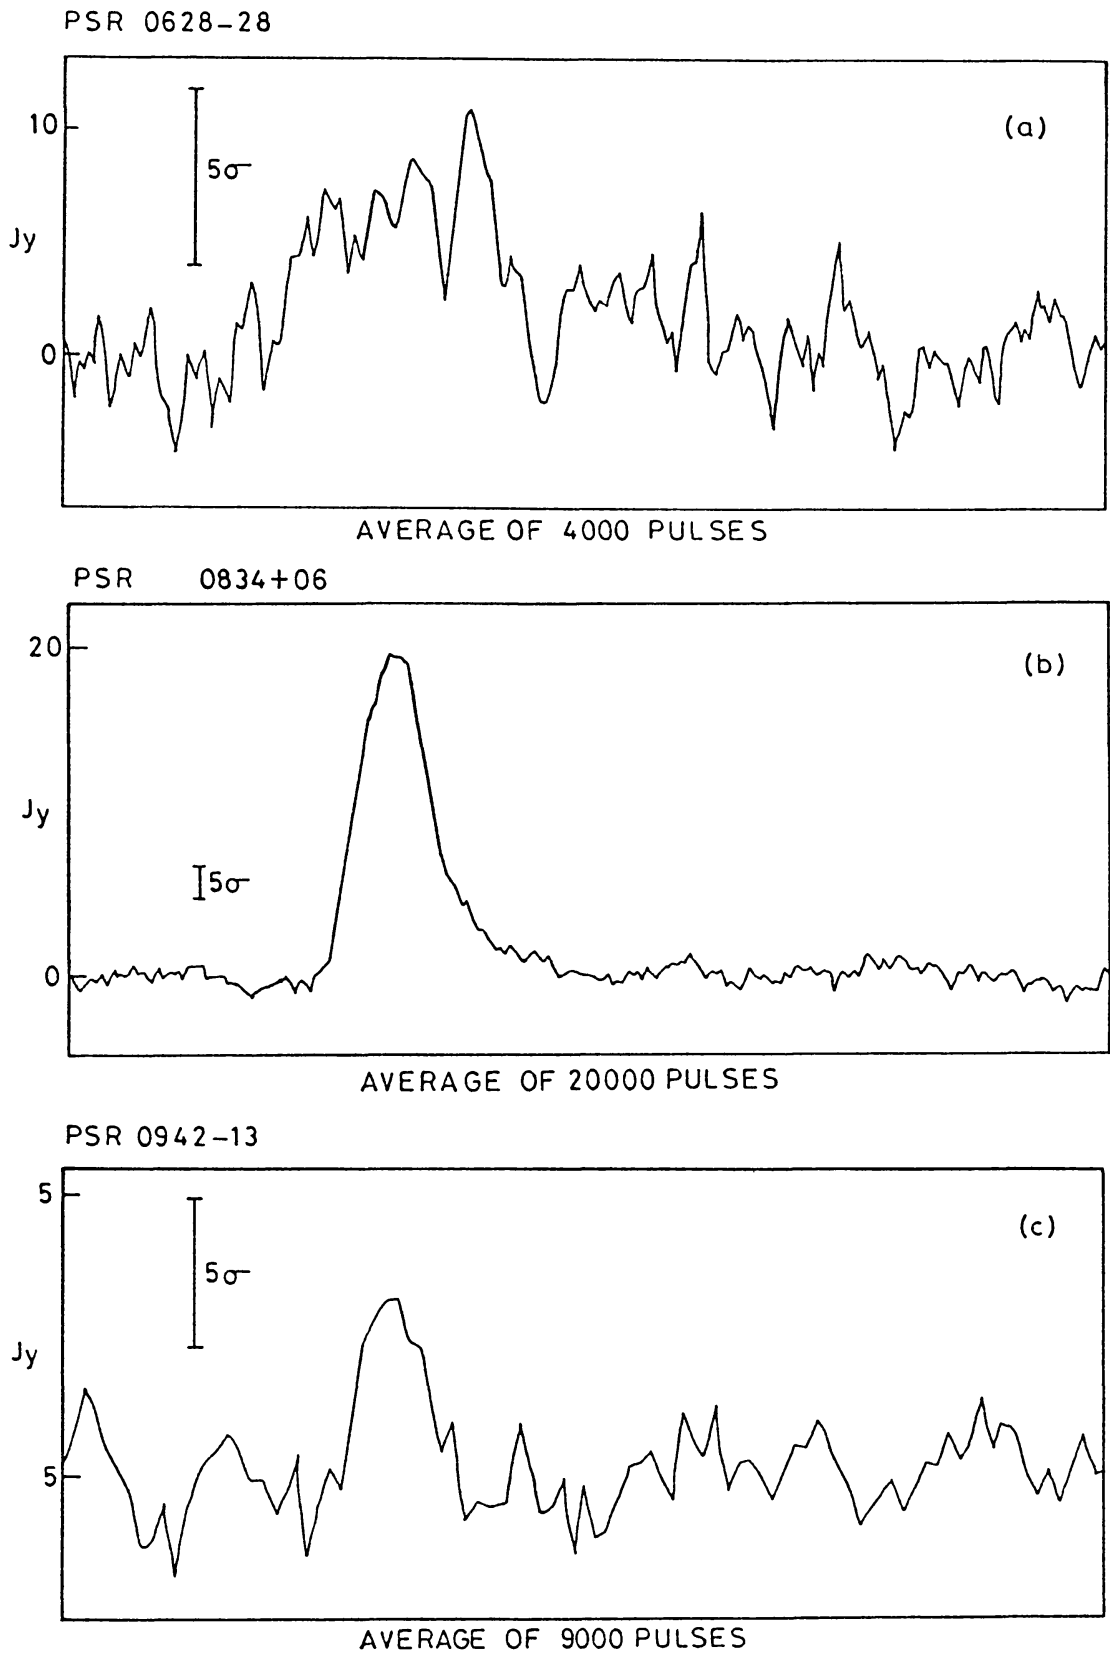 PSR 0628-28
10
5σ
(a)
Jy
0
AVERAGE OF 4000 PULSES
PSR 0834+06
20
(b)
Jy
5σ
0
AVERAGE OF 20000 PULSES
PSR 0942-13
5
(c)
5σ
Jy
5
AVERAGE OF 9000 PULSES